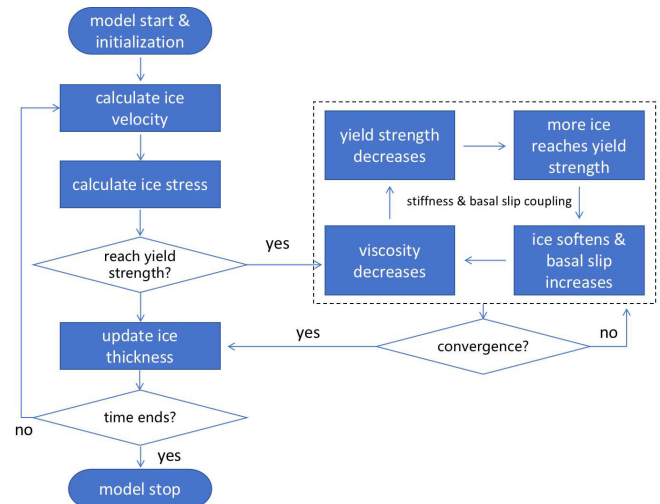 model start &
initialization
calculate ice
velocity
calculate ice stress
reach yield
strength?
yes
update ice
thickness
time ends?
no
yes
model stop
yield strength
decreases
more ice
reaches yield
strength
stiffness & basal slip coupling
viscosity
decreases
ice softens &
basal slip
increases
convergence?
yes
no